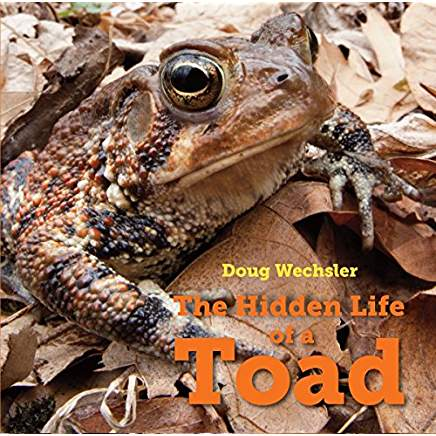 Doug Wechsler
The Hidden Life
of a
Toad